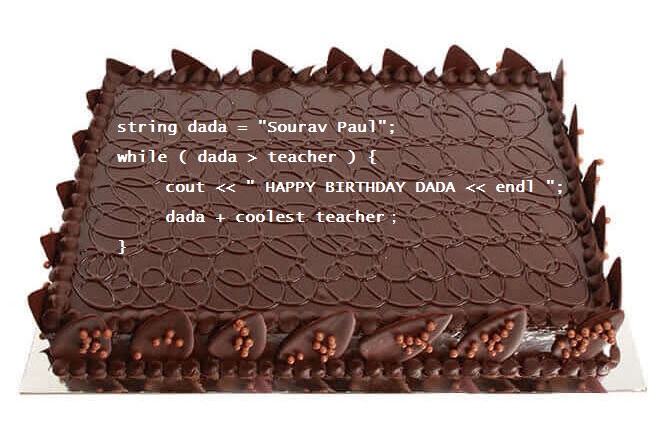 string dada = "Sourav Paul";
while ( dada > teacher ) {
cout << " HAPPY BIRTHDAY DADA << endl ";
dada + coolest teacher ;
}